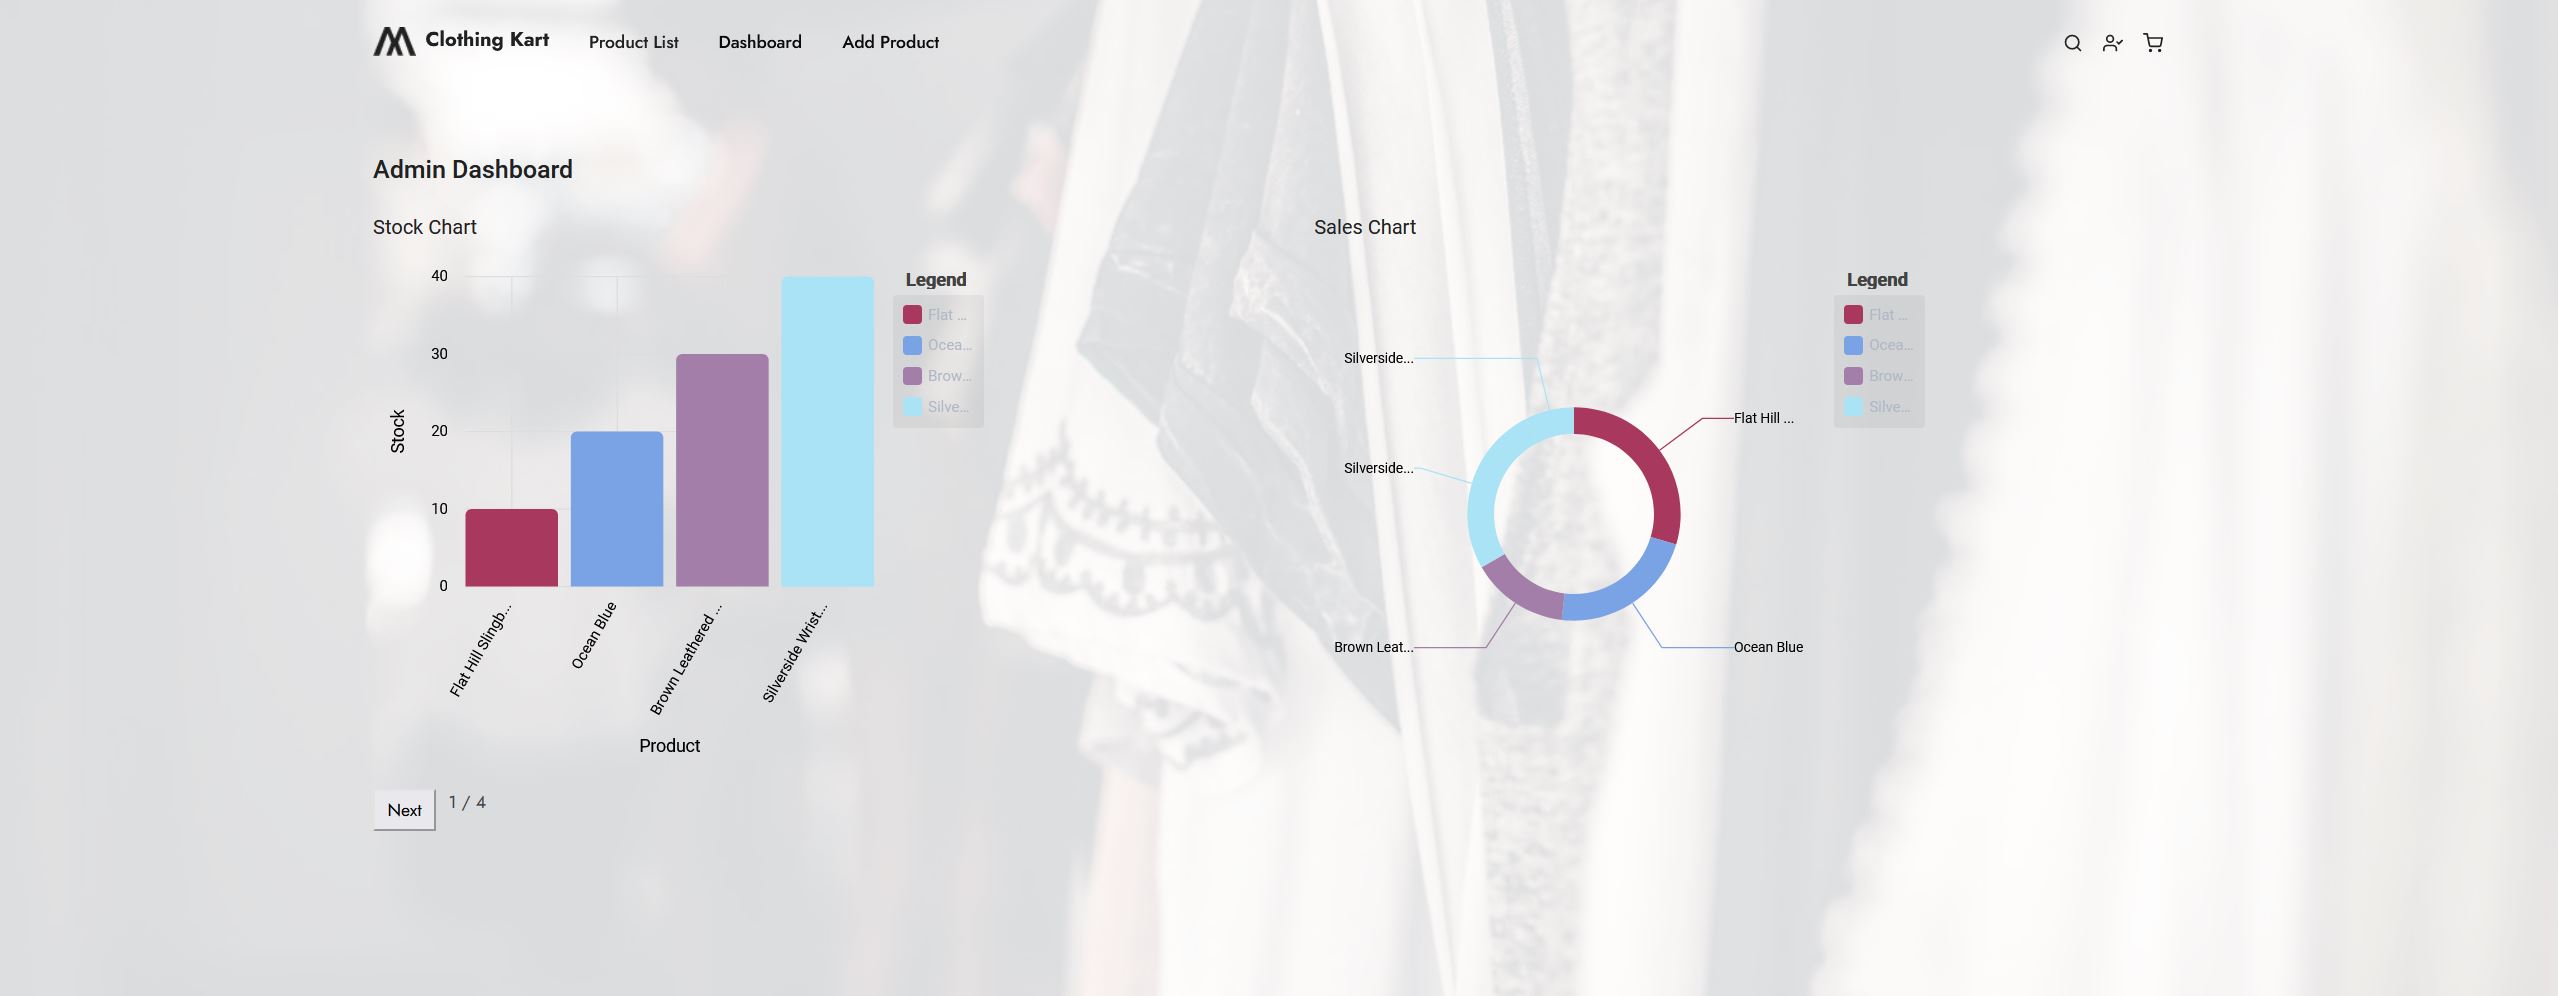 Clothing Kart
Product List
Dashboard
Add Product
Admin Dashboard
Stock Chart
40
30
20
10
0
Stock
Flat Hill Slingb...
Ocean Blue
Brown Leathered ...
Silverside Wrist...
Product
Legend
Flat ...
Ocea...
Brow...
Silve...
Sales Chart
Silverside...
Silverside...
Brown Leat...
Flat Hill ...
Ocean Blue
Legend
Flat ...
Ocea...
Brow...
Silve...
Next
1 / 4